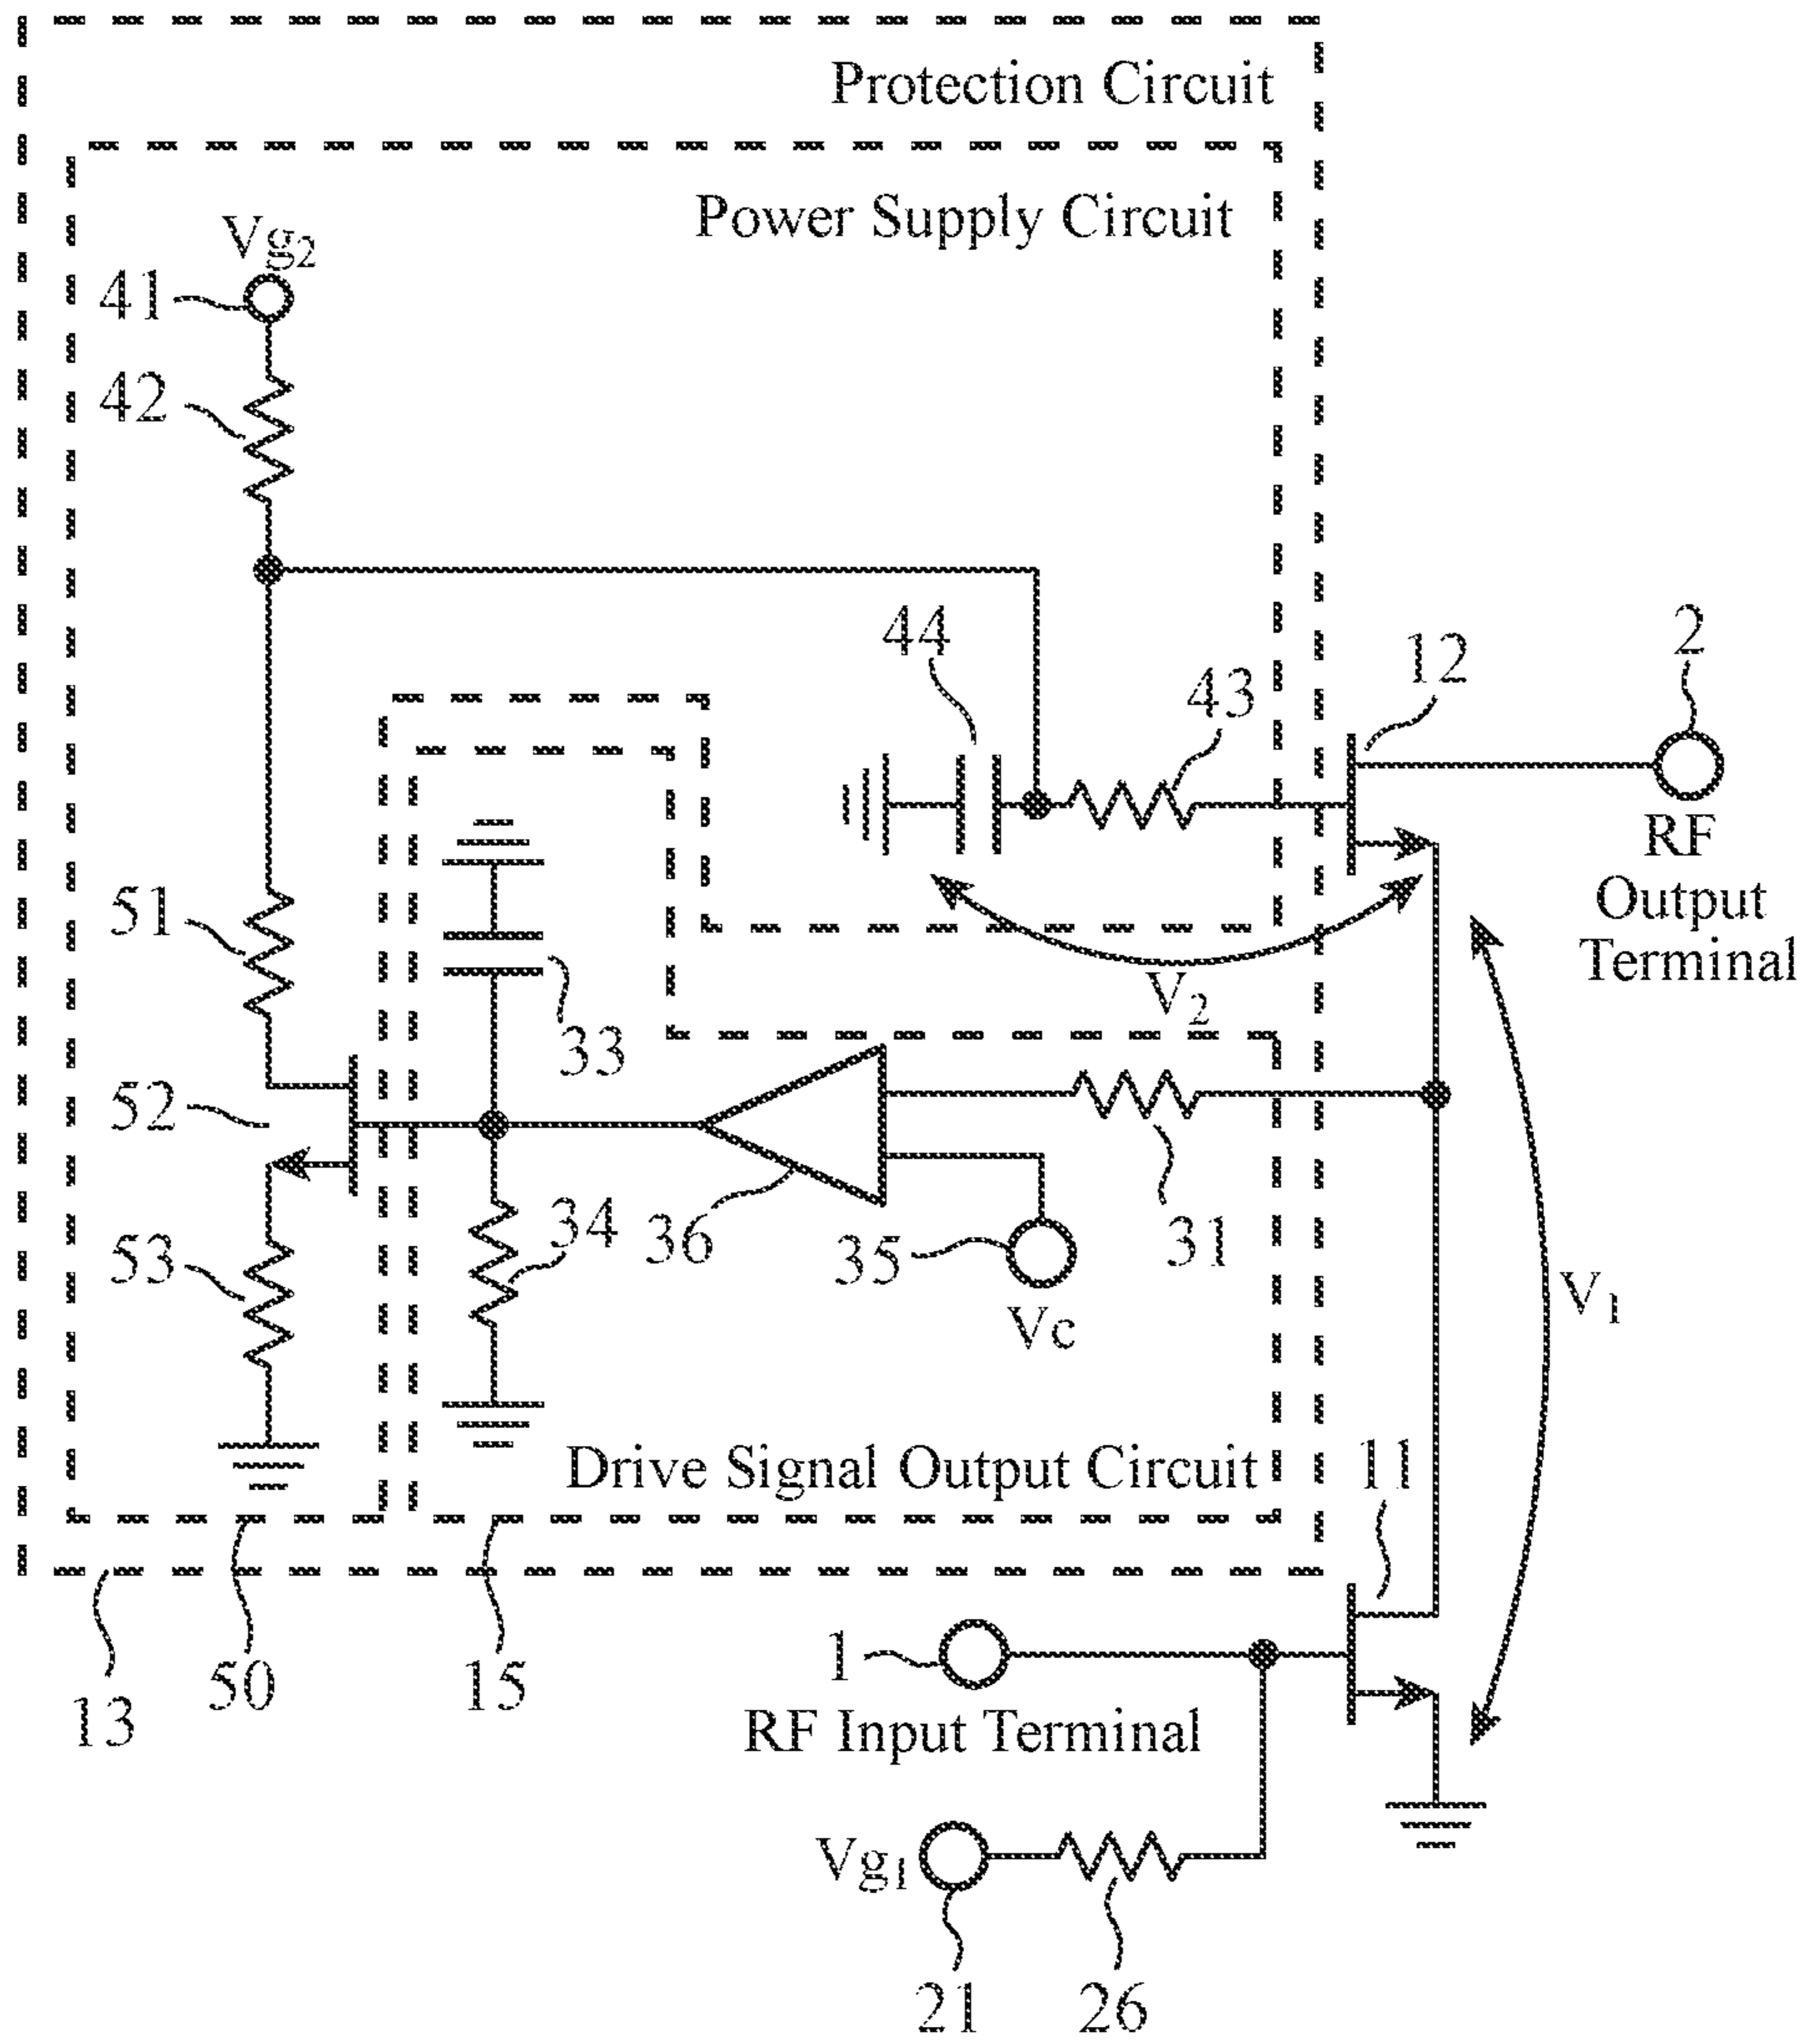 Protection Circuit
Power Supply Circuit
Vg2
41
42
44
43
12
2
RF
Output
Terminal
51
33
V2
52
34
36
35
31
53
Vc
V1
Drive Signal Output Circuit
11
13
50
15
1
RF Input Terminal
Vg1
21
26